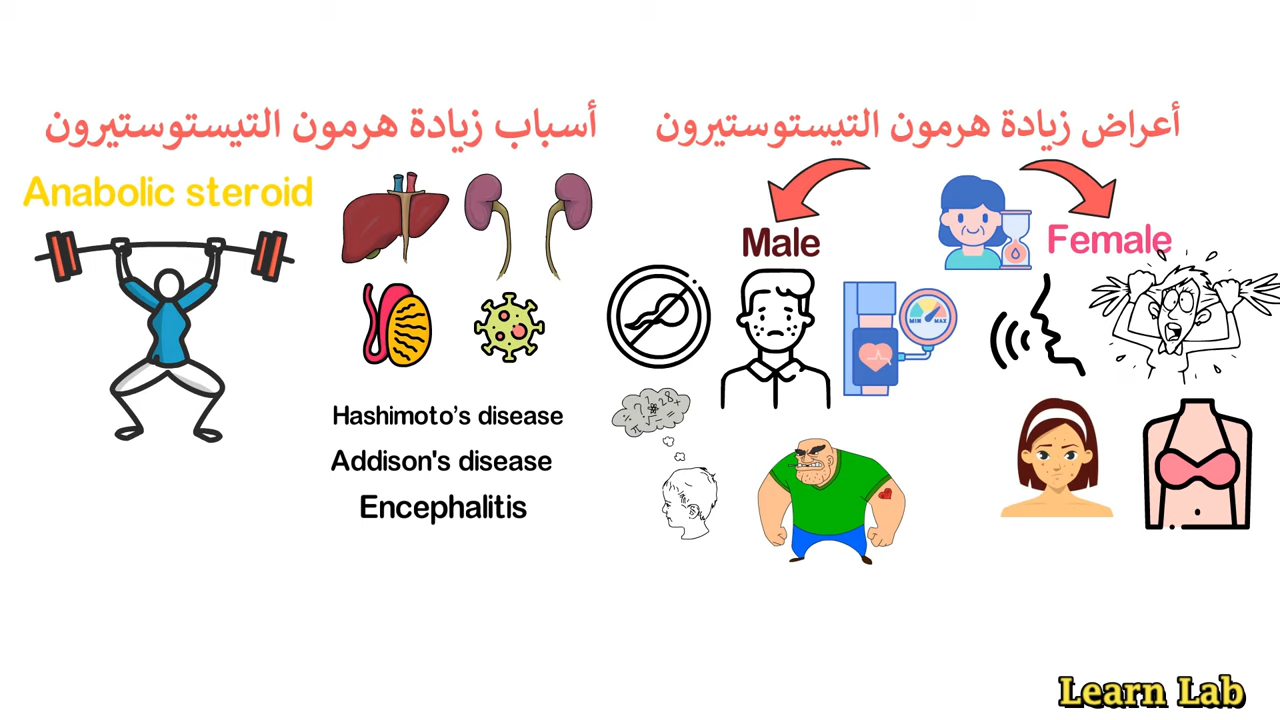 أسباب زيادة هرمون التيستوستيرون
Anabolic steroid
Hashimoto’s disease
Addison's disease
Encephalitis
أعراض زيادة هرمون التيستوستيرون
Male
Female
MIN MAX
Learn Lab